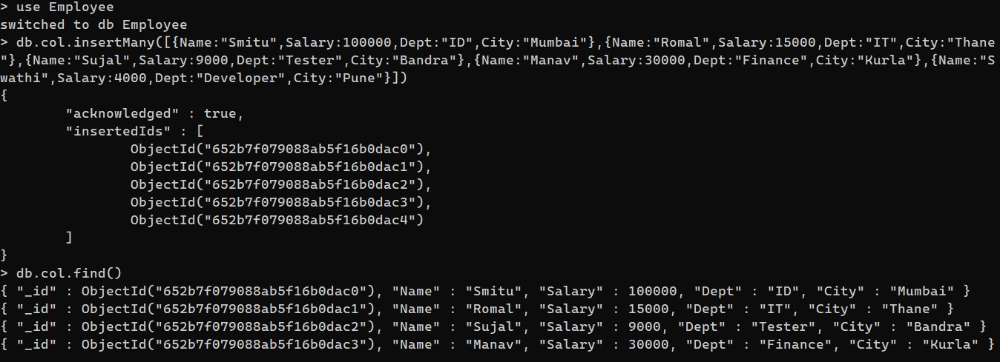 > use Employee
switched to db Employee
> db.col.insertMany([{Name:"Smitu",Salary:100000,Dept:"ID",City:"Mumbai"},{Name:"Romal",Salary:15000,Dept:"IT",City:"Thane
"},{Name:"Sujal",Salary:9000,Dept:"Tester",City:"Bandra"},{Name:"Manav",Salary:30000,Dept:"Finance",City:"Kurla"},{Name:"S
wathi",Salary:4000,Dept:"Developer",City:"Pune"}])
{
        "acknowledged" : true,
        "insertedIds" : [
                ObjectId("652b7f079088ab5f16b0dac0"),
                ObjectId("652b7f079088ab5f16b0dac1"),
                ObjectId("652b7f079088ab5f16b0dac2"),
                ObjectId("652b7f079088ab5f16b0dac3"),
                ObjectId("652b7f079088ab5f16b0dac4")
        ]
}
> db.col.find()
{ "_id" : ObjectId("652b7f079088ab5f16b0dac0"), "Name" : "Smitu", "Salary" : 100000, "Dept" : "ID", "City" : "Mumbai" }
{ "_id" : ObjectId("652b7f079088ab5f16b0dac1"), "Name" : "Romal", "Salary" : 15000, "Dept" : "IT", "City" : "Thane" }
{ "_id" : ObjectId("652b7f079088ab5f16b0dac2"), "Name" : "Sujal", "Salary" : 9000, "Dept" : "Tester", "City" : "Bandra" }
{ "_id" : ObjectId("652b7f079088ab5f16b0dac3"), "Name" : "Manav", "Salary" : 30000, "Dept" : "Finance", "City" : "Kurla" }